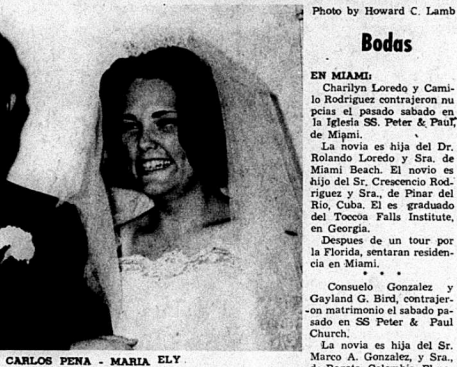 Photo by Howard C. Lamb
Bodas
EN MIAMI:
Charilyn Loredo y Cami-
lo Rodriguez contrajeron nu
pcias el pasado sabado en
la Iglesia SS. Peter & Paul,
de Miami.
La novia es hija del Dr.
Rolando Loredo y Sra. de
Miami Beach. El novio es
hijo del Sr. Crescencio Rod-
riguez y Sra., de Pinar del
Rio, Cuba. El es graduado
del Toccoa Falls Institute,
en Georgia.
Despues de un tour por
la Florida, sentaran residen-
cia en Miami.
* * *
Consuelo Gonzalez y
Gayland G. Bird, contrajer-
on matrimonio el sabado pa-
sado en SS Peter & Paul
Church.
La novia es hija del Sr.
Marco A. Gonzalez, y Sra.,
CARLOS PENA - MARIA ELY